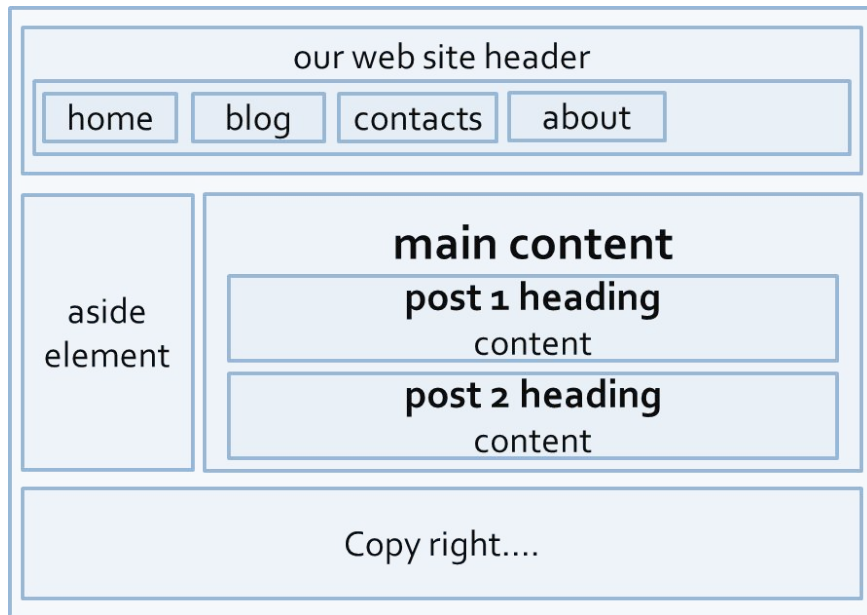 our web site header
home blog contacts about
aside
element
main content
post 1 heading
content
post 2 heading
content
Copy right....